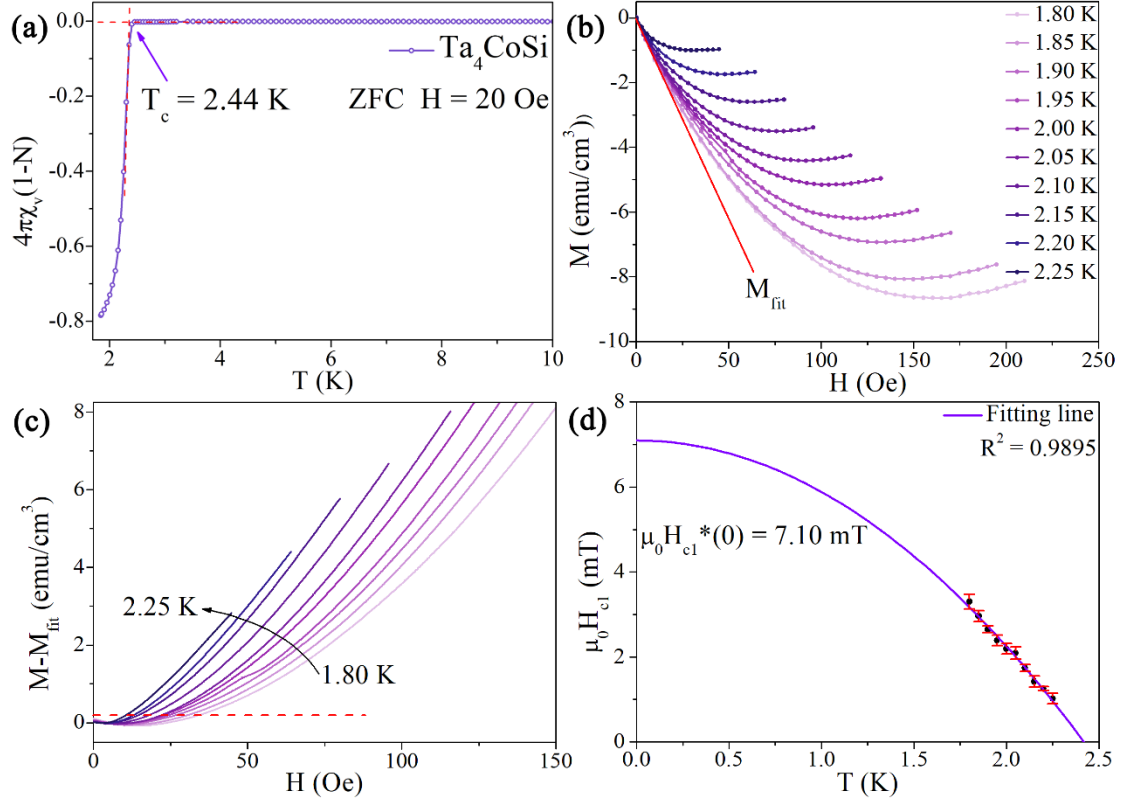 (a)
0.0
-0.2
-0.4
-0.6
-0.8
4πχv(1-N)
Ta4CoSi
Tc = 2.44 K
ZFC H = 20 Oe
2 4 6 8 10
T (K)
(b)
0
-2
-4
-6
-8
-10
M (emu/cm3))
1.80 K
1.85 K
1.90 K
1.95 K
2.00 K
2.05 K
2.10 K
2.15 K
2.20 K
2.25 K
Mfit
0 50 100 150 200 250
H (Oe)
(c)
8
6
4
2
0
M-Mfit (emu/cm3)
2.25 K
1.80 K
0 50 100 150
H (Oe)
(d)
8
6
4
2
0
μ0Hc1 (mT)
Fitting line
R2 = 0.9895
μ0Hc1*(0) = 7.10 mT
0.0 0.5 1.0 1.5 2.0 2.5
T (K)